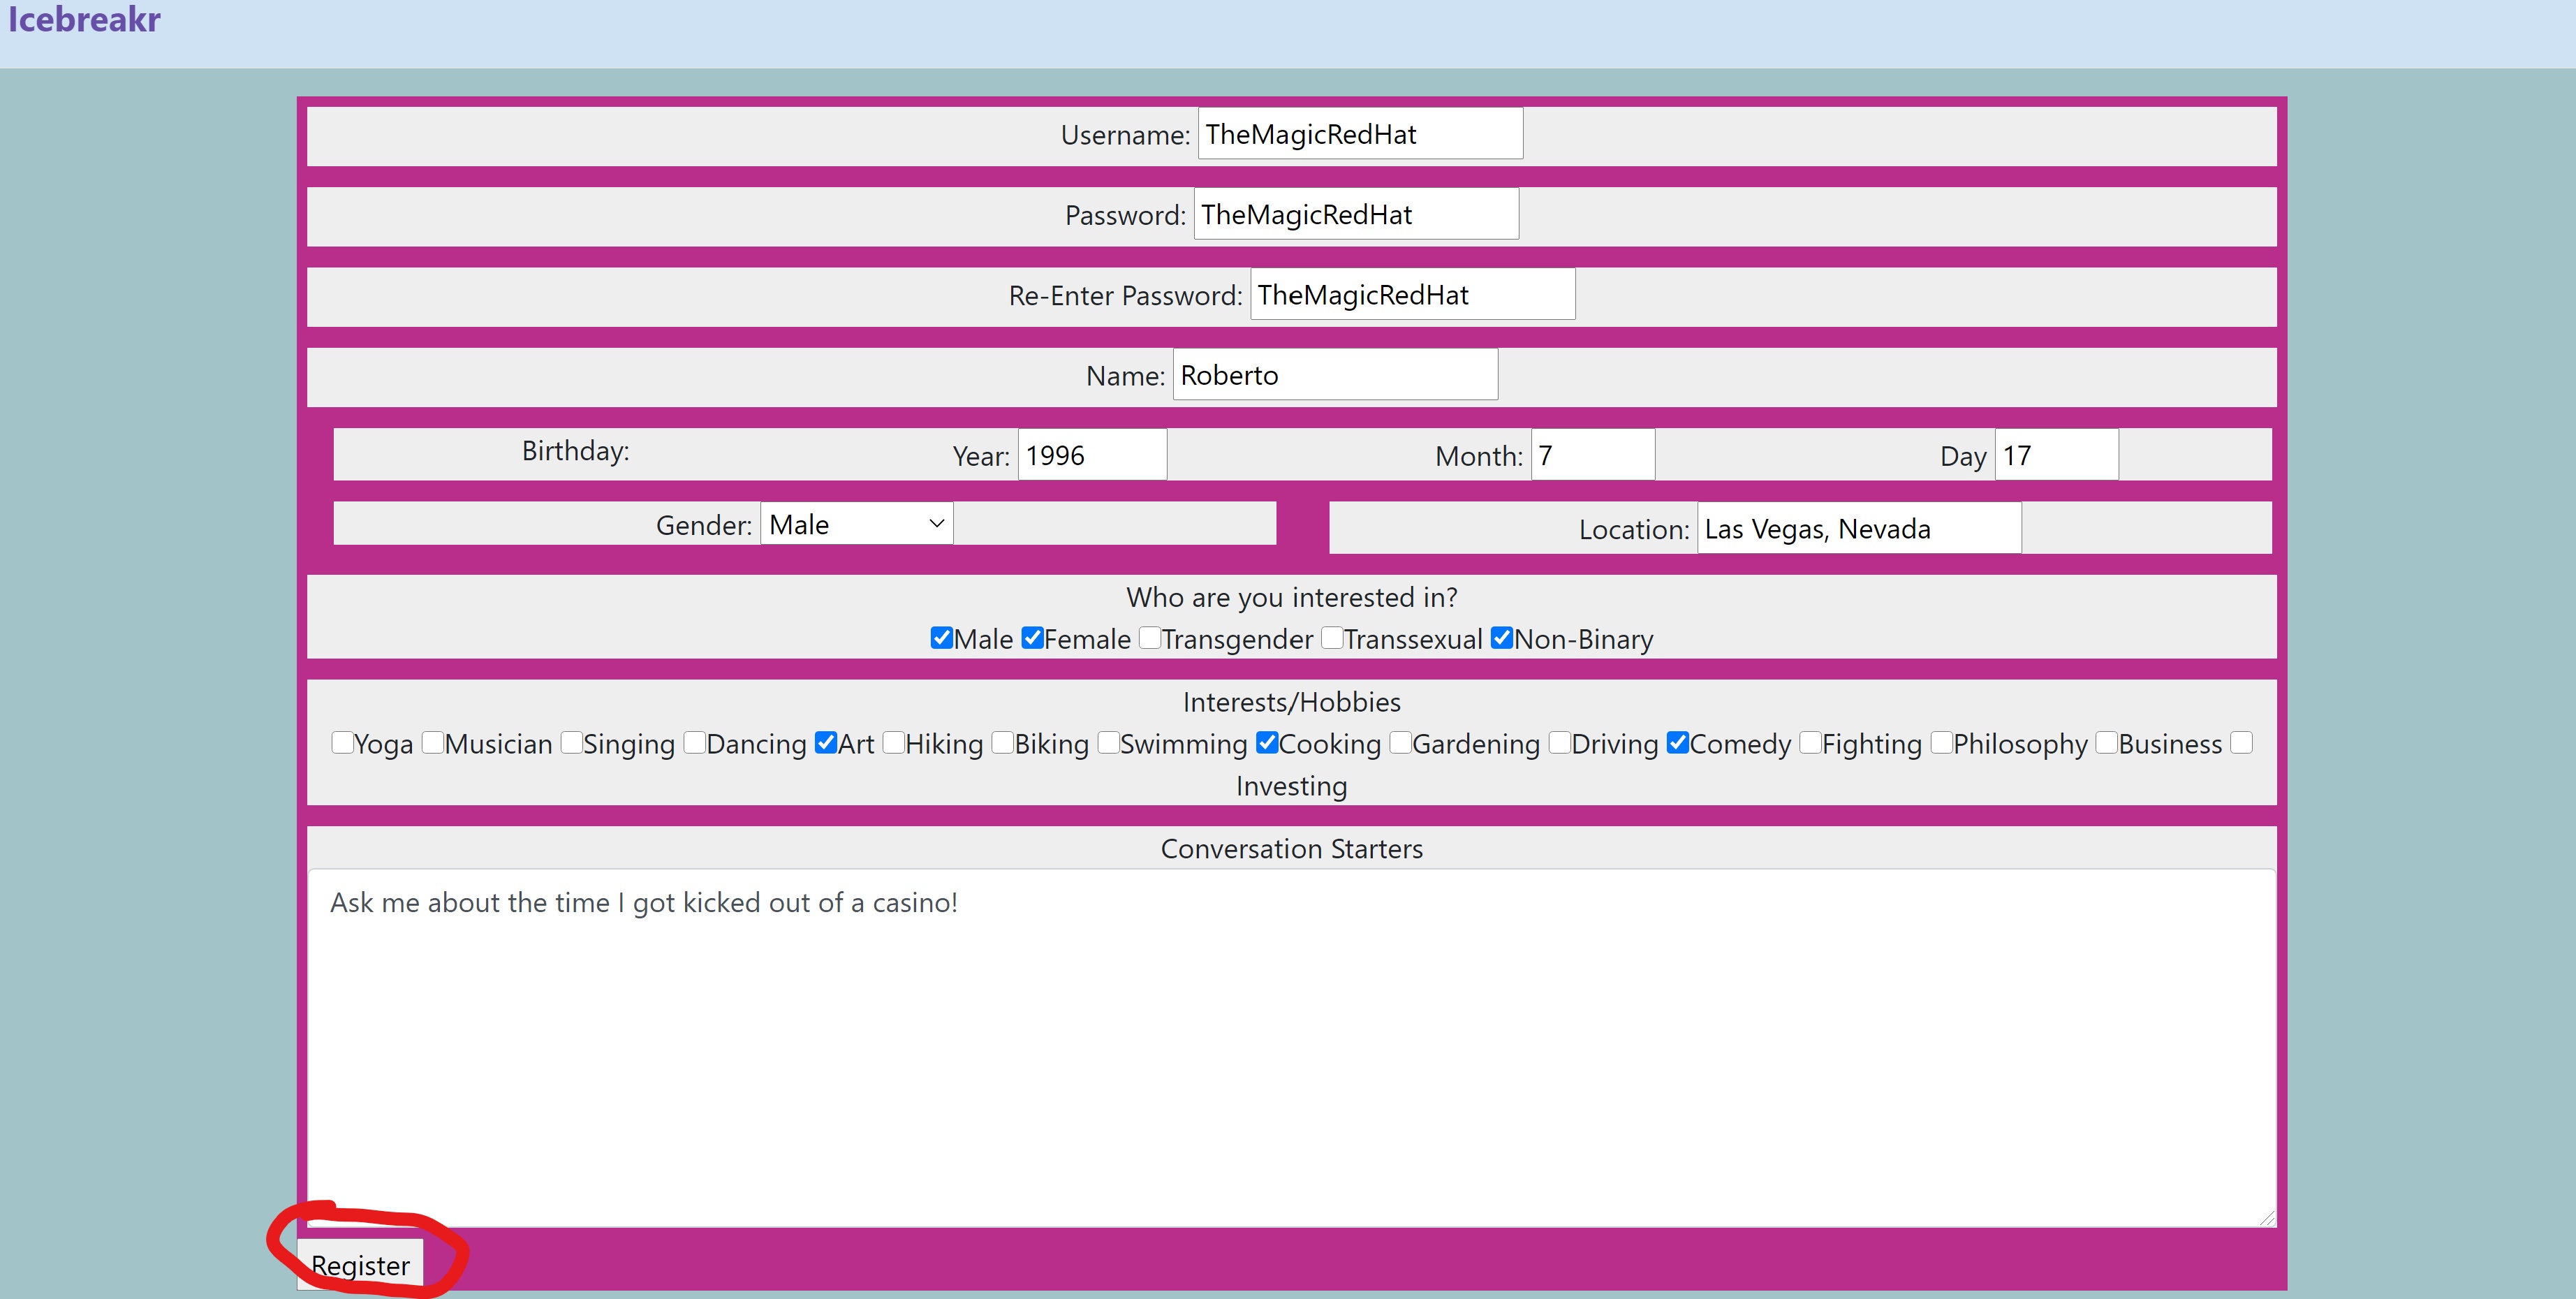 Icebreakr
Username: TheMagicRedHat
Password: TheMagicRedHat
Re-Enter Password: TheMagicRedHat
Name: Roberto
Birthday: Year: 1996 Month: 7 Day 17
Gender: Male Location: Las Vegas, Nevada
Who are you interested in?
Male Female Transgender Transsexual Non-Binary
Interests/Hobbies
Yoga Musician Singing Dancing Art Hiking Biking Swimming Cooking Gardening Driving Comedy Fighting Philosophy Business
Investing
Conversation Starters
Ask me about the time I got kicked out of a casino!
Register